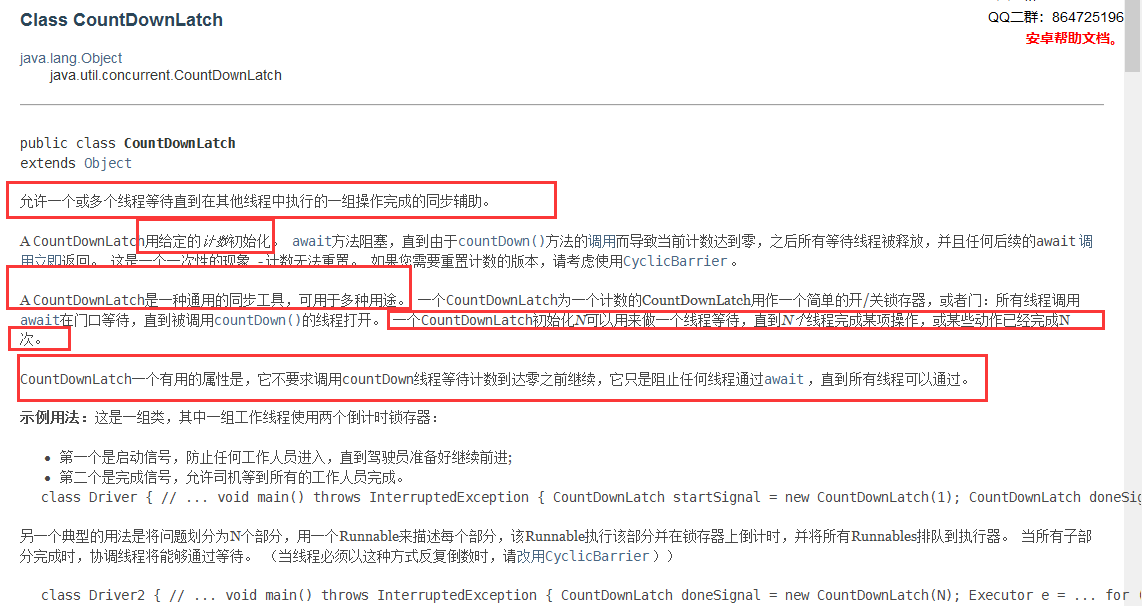 Class CountDownLatch
QQ二群：864725196
安卓帮助文档。
java.lang.Object
java.util.concurrent.CountDownLatch
public class CountDownLatch
extends Object
允许一个或多个线程等待直到在其他线程中执行的一组操作完成的同步辅助。
A CountDownLatch用给定的计数初始化。 await方法阻塞，直到由于countDown()方法的调用而导致当前计数达到零，之后所有等待线程被释放，并且任何后续的await 调
用立即返回。 这是一个一次性的现象 - 计数无法重置。 如果您需要重置计数的版本，请考虑使用CyclicBarrier 。
A CountDownLatch是一种通用的同步工具，可用于多种用途。 一个CountDownLatch为一个计数的CountDownLatch用作一个简单的开/关锁存器，或者门：所有线程调用
await在门口等待，直到被调用countDown()的线程打开。 一个CountDownLatch初始化N可以用来做一个线程等待，直到N个线程完成某项操作，或某些动作已经完成N
次。
CountDownLatch一个有用的属性是，它不要求调用countDown线程等待计数到达零之前继续，它只是阻止任何线程通过await ，直到所有线程可以通过。
示例用法：这是一组类，其中一组工作线程使用两个倒计时锁存器：
• 第一个是启动信号，防止任何工作人员进入，直到驾驶员准备好继续前进;
• 第二个是完成信号，允许司机等到所有的工作人员完成。
class Driver { // ... void main() throws InterruptedException { CountDownLatch startSignal = new CountDownLatch(1); CountDownLatch doneSig
另一个典型的用法是将问题划分为N个部分，用一个Runnable来描述每个部分，该Runnable执行该部分并在锁存器上倒计时，并将所有Runnables排队到执行器。 当所有子部
分完成时，协调线程将能够通过等待。 （当线程必须以这种方式反复倒数时，请改用CyclicBarrier ））
class Driver2 { // ... void main() throws InterruptedException { CountDownLatch doneSignal = new CountDownLatch(N); Executor e = ... for (